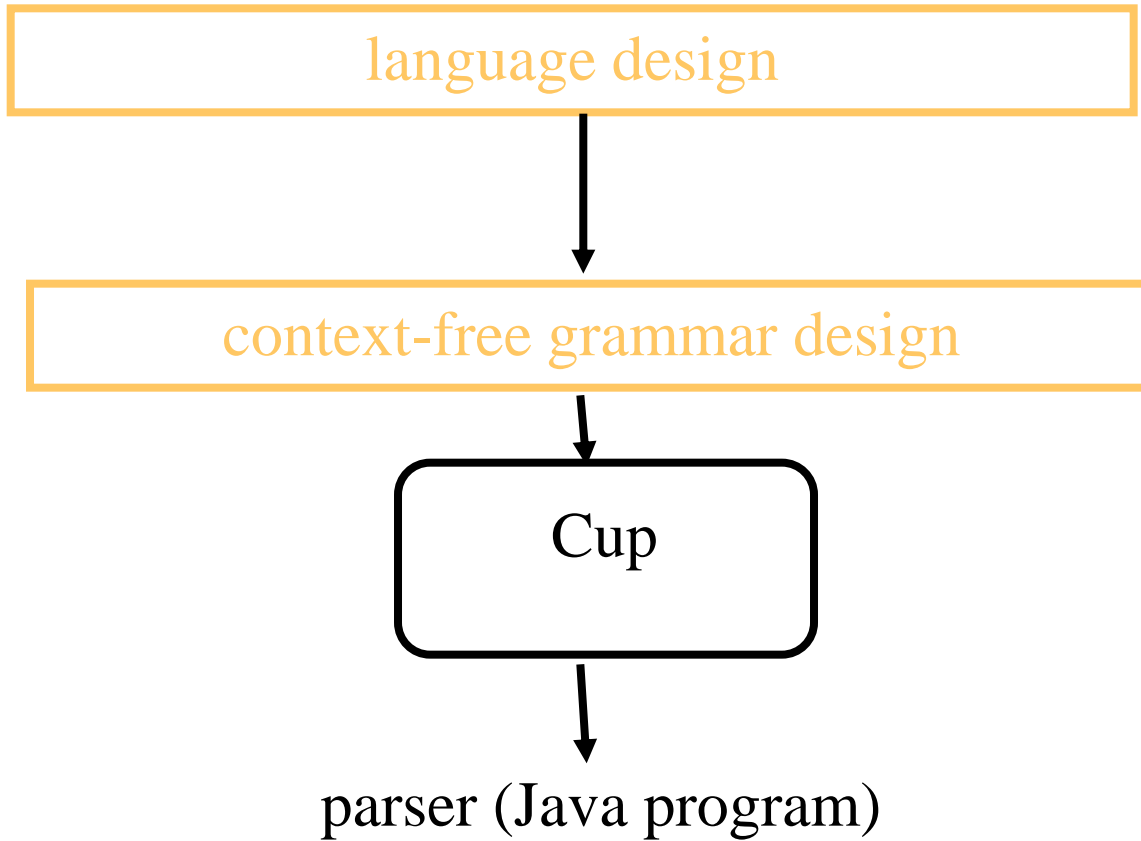 language design
context-free grammar design
Cup
parser (Java program)